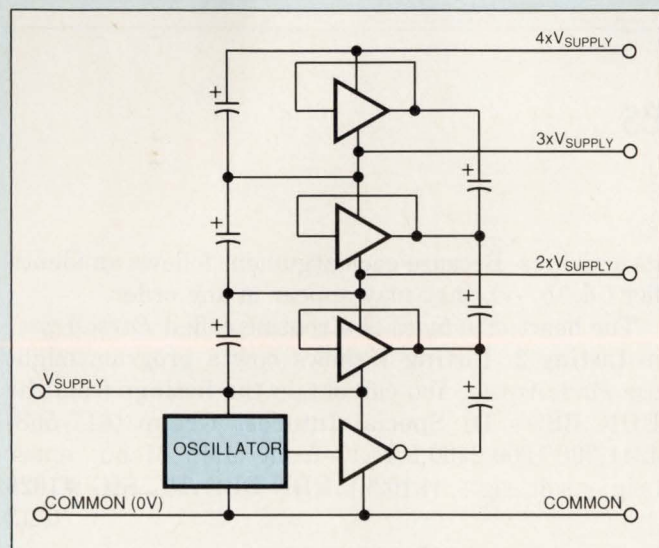 4xV_SUPPLY
+
3xV_SUPPLY
+
+
2xV_SUPPLY
+
+
+
V_SUPPLY
OSCILLATOR
COMMON (0V)
COMMON